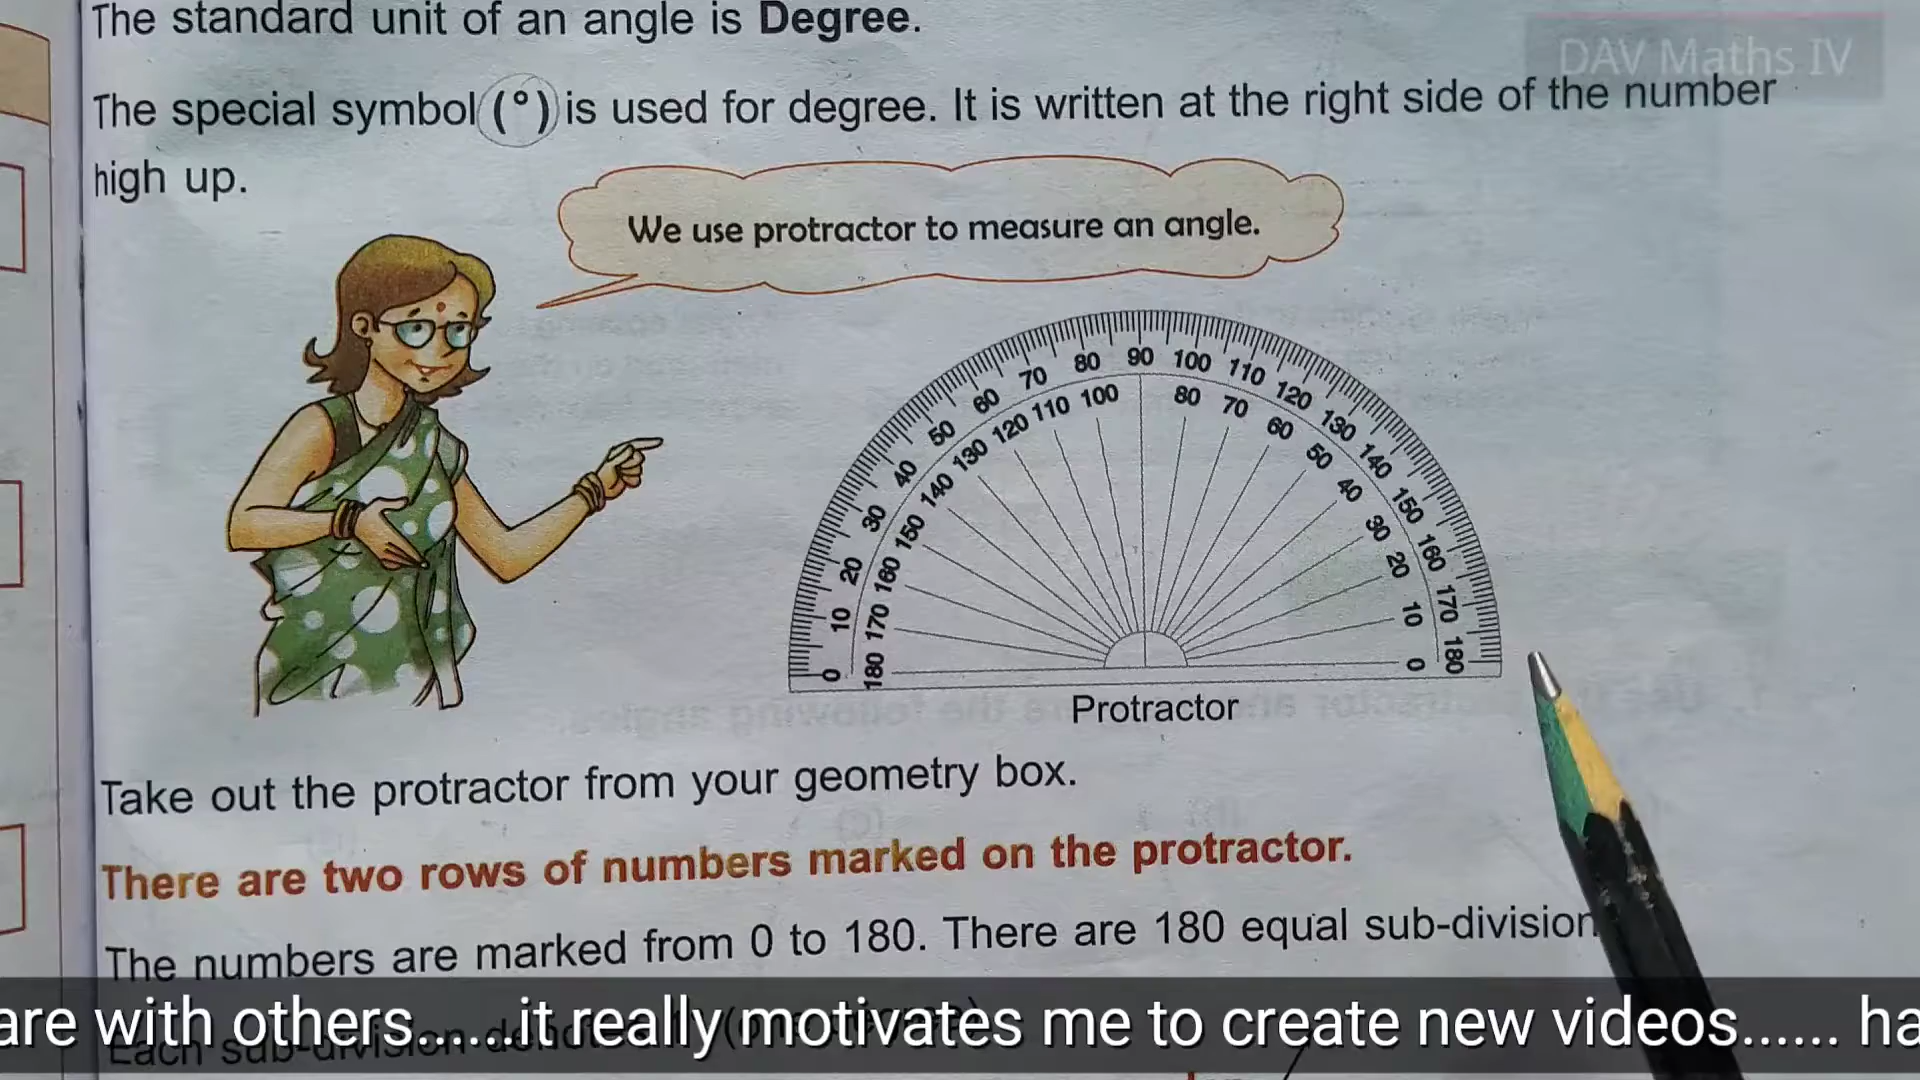 The standard unit of an angle is Degree.
DAV Maths IV
The special symbol (°) is used for degree. It is written at the right side of the number
high up.
We use protractor to measure an angle.
0 10 20 30 40 50 60 70 80 90 100 110 120 130 140 150 160 170 180
180 170 160 150 140 130 120 110 100 80 70 60 50 40 30 20 10 0
Protractor
Take out the protractor from your geometry box.
There are two rows of numbers marked on the protractor.
The numbers are marked from 0 to 180. There are 180 equal sub-division
are with others......it really motivates me to create new videos...... ha
Each sub-division